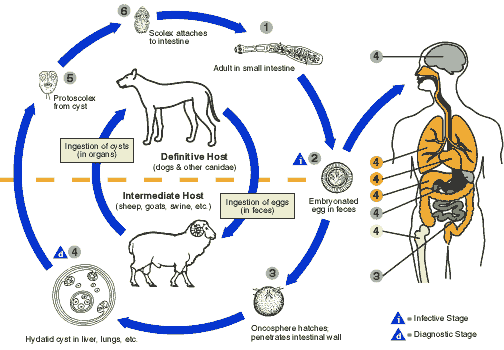 6
Scolex attaches
to intestine
1
Adult in small intestine
5
Protoscolex
from cyst
Ingestion of cysts
(in organs)
Definitive Host
(dogs & other canidae)
i 2
Embryonated
egg in feces
Intermediate Host
(sheep, goats, swine, etc.)
Ingestion of eggs
(in feces)
d 4
Hydatid cyst in liver, lungs, etc.
3
Oncosphere hatches;
penetrates intestinal wall
4
4
4
4
4
4
3
i = Infective Stage
d = Diagnostic Stage